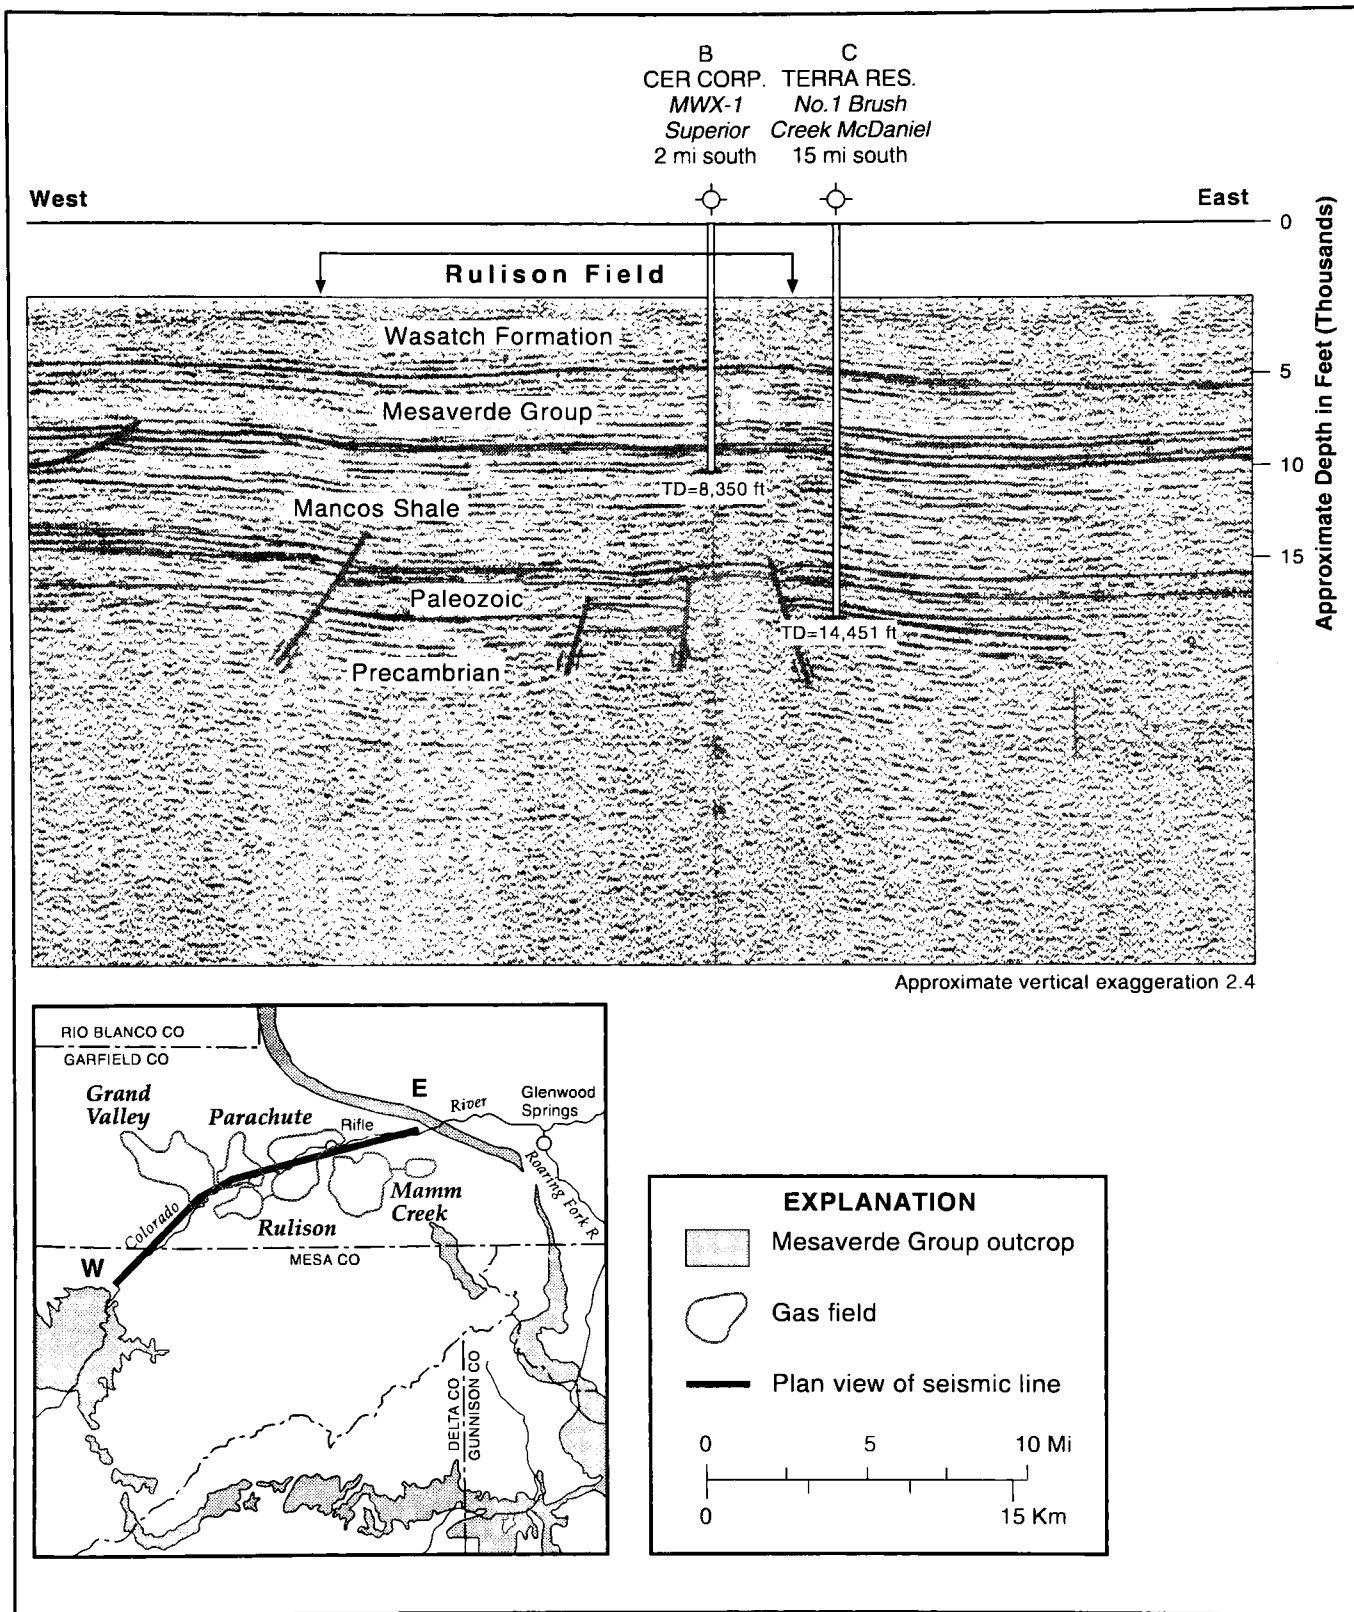 B
CER CORP.
MWX-1
Superior
2 mi south
C
TERRA RES.
No.1 Brush
Creek McDaniel
15 mi south
West
East
Rulison Field
Wasatch Formation
Mesaverde Group
TD=8,350 ft
Mancos Shale
Paleozoic
TD=14,451 ft
Precambrian
0
5
10
15
Approximate Depth in Feet (Thousands)
Approximate vertical exaggeration 2.4
RIO BLANCO CO
GARFIELD CO
Grand
Valley
Parachute
Rifle
E
River
Glenwood
Springs
Roaring Fork R
Mamm
Creek
Rulison
Colorado
MESA CO
W
DELTA CO
GUNNISON CO
EXPLANATION
Mesaverde Group outcrop
Gas field
Plan view of seismic line
0 5 10 Mi
0 15 Km